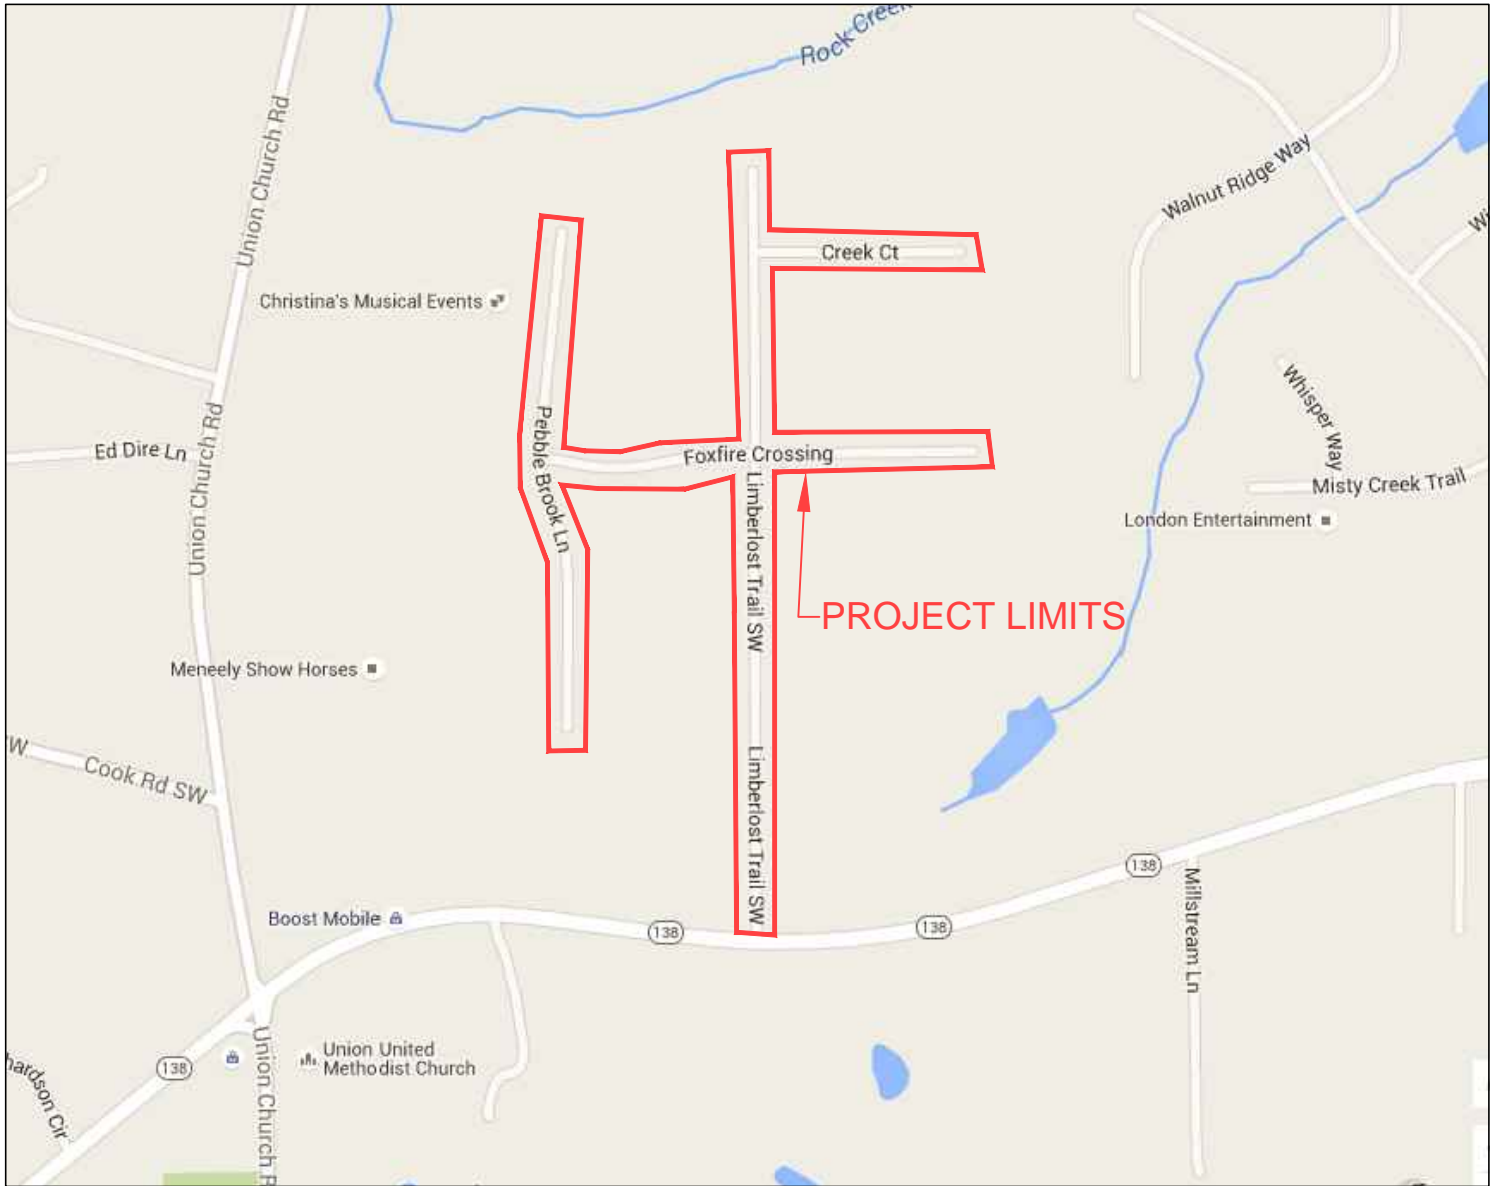 Rock Creek
Union Church Rd
Walnut Ridge Way
Creek Ct
Christina's Musical Events
Whisper Way
Pebble Brook Ln
Union Church Rd
Ed Dire Ln
Foxfire Crossing
Misty Creek Trail
London Entertainment
Limberlost Trail SW
PROJECT LIMITS
Meneely Show Horses
Cook Rd SW
Limberlost Trail SW
138
Millstream Ln
Boost Mobile
138
138
Union United
Methodist Church
138
hardson Cir
Union Church R